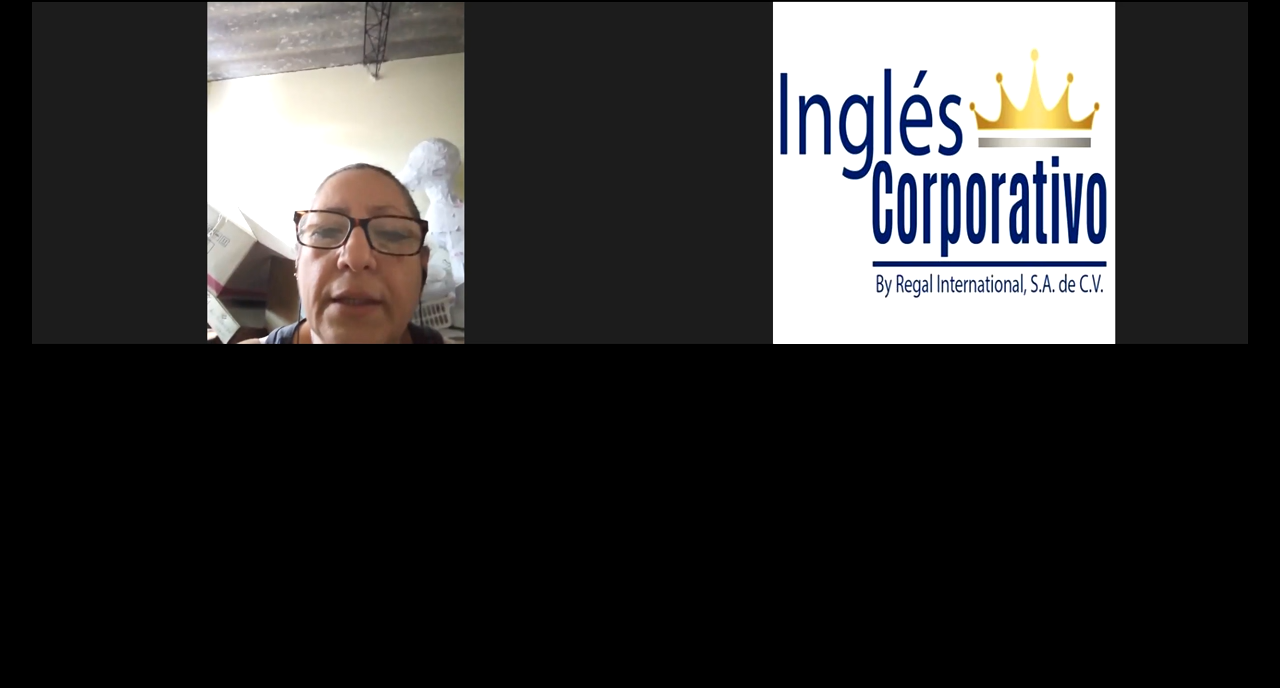 Inglés
Corporativo
By Regal International, S.A. de C.V.